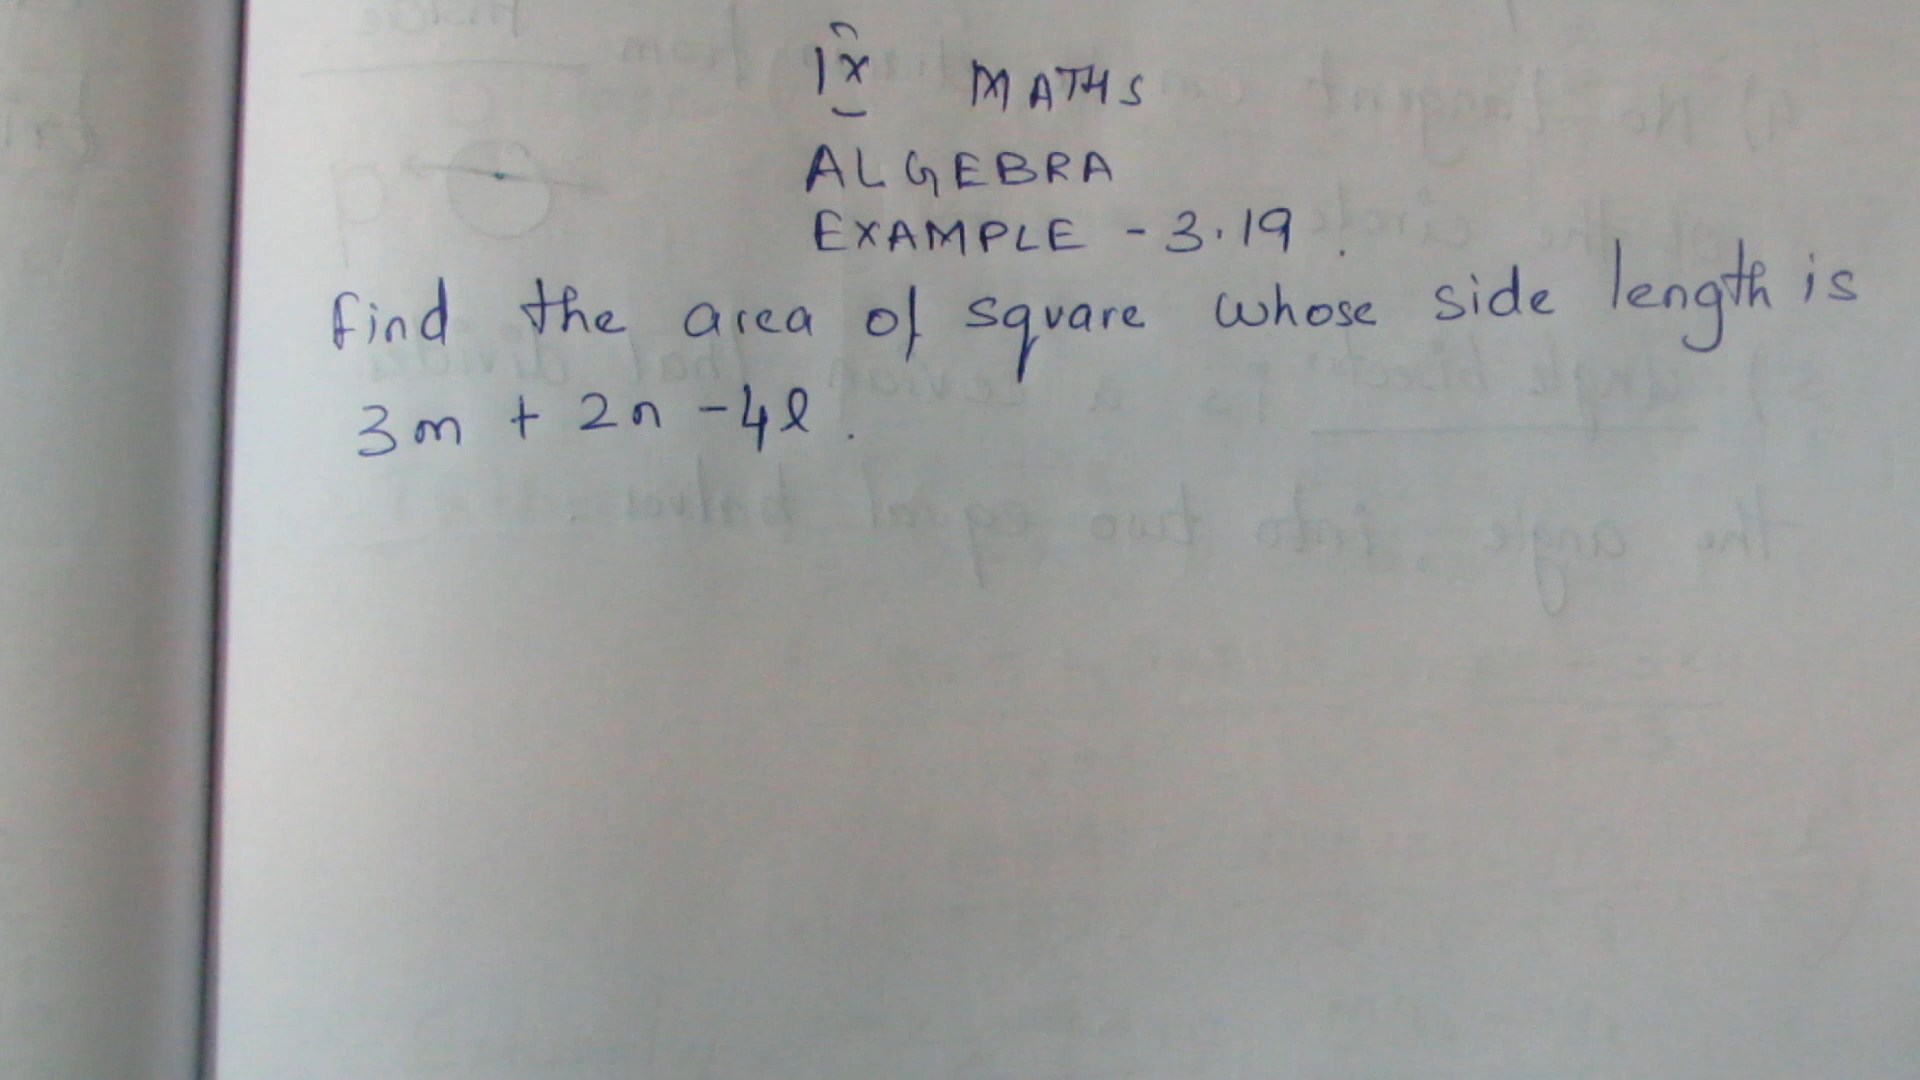 IX MATHS
ALGEBRA
EXAMPLE - 3.19.
Find the area of square whose side length is
3m + 2n - 4l.